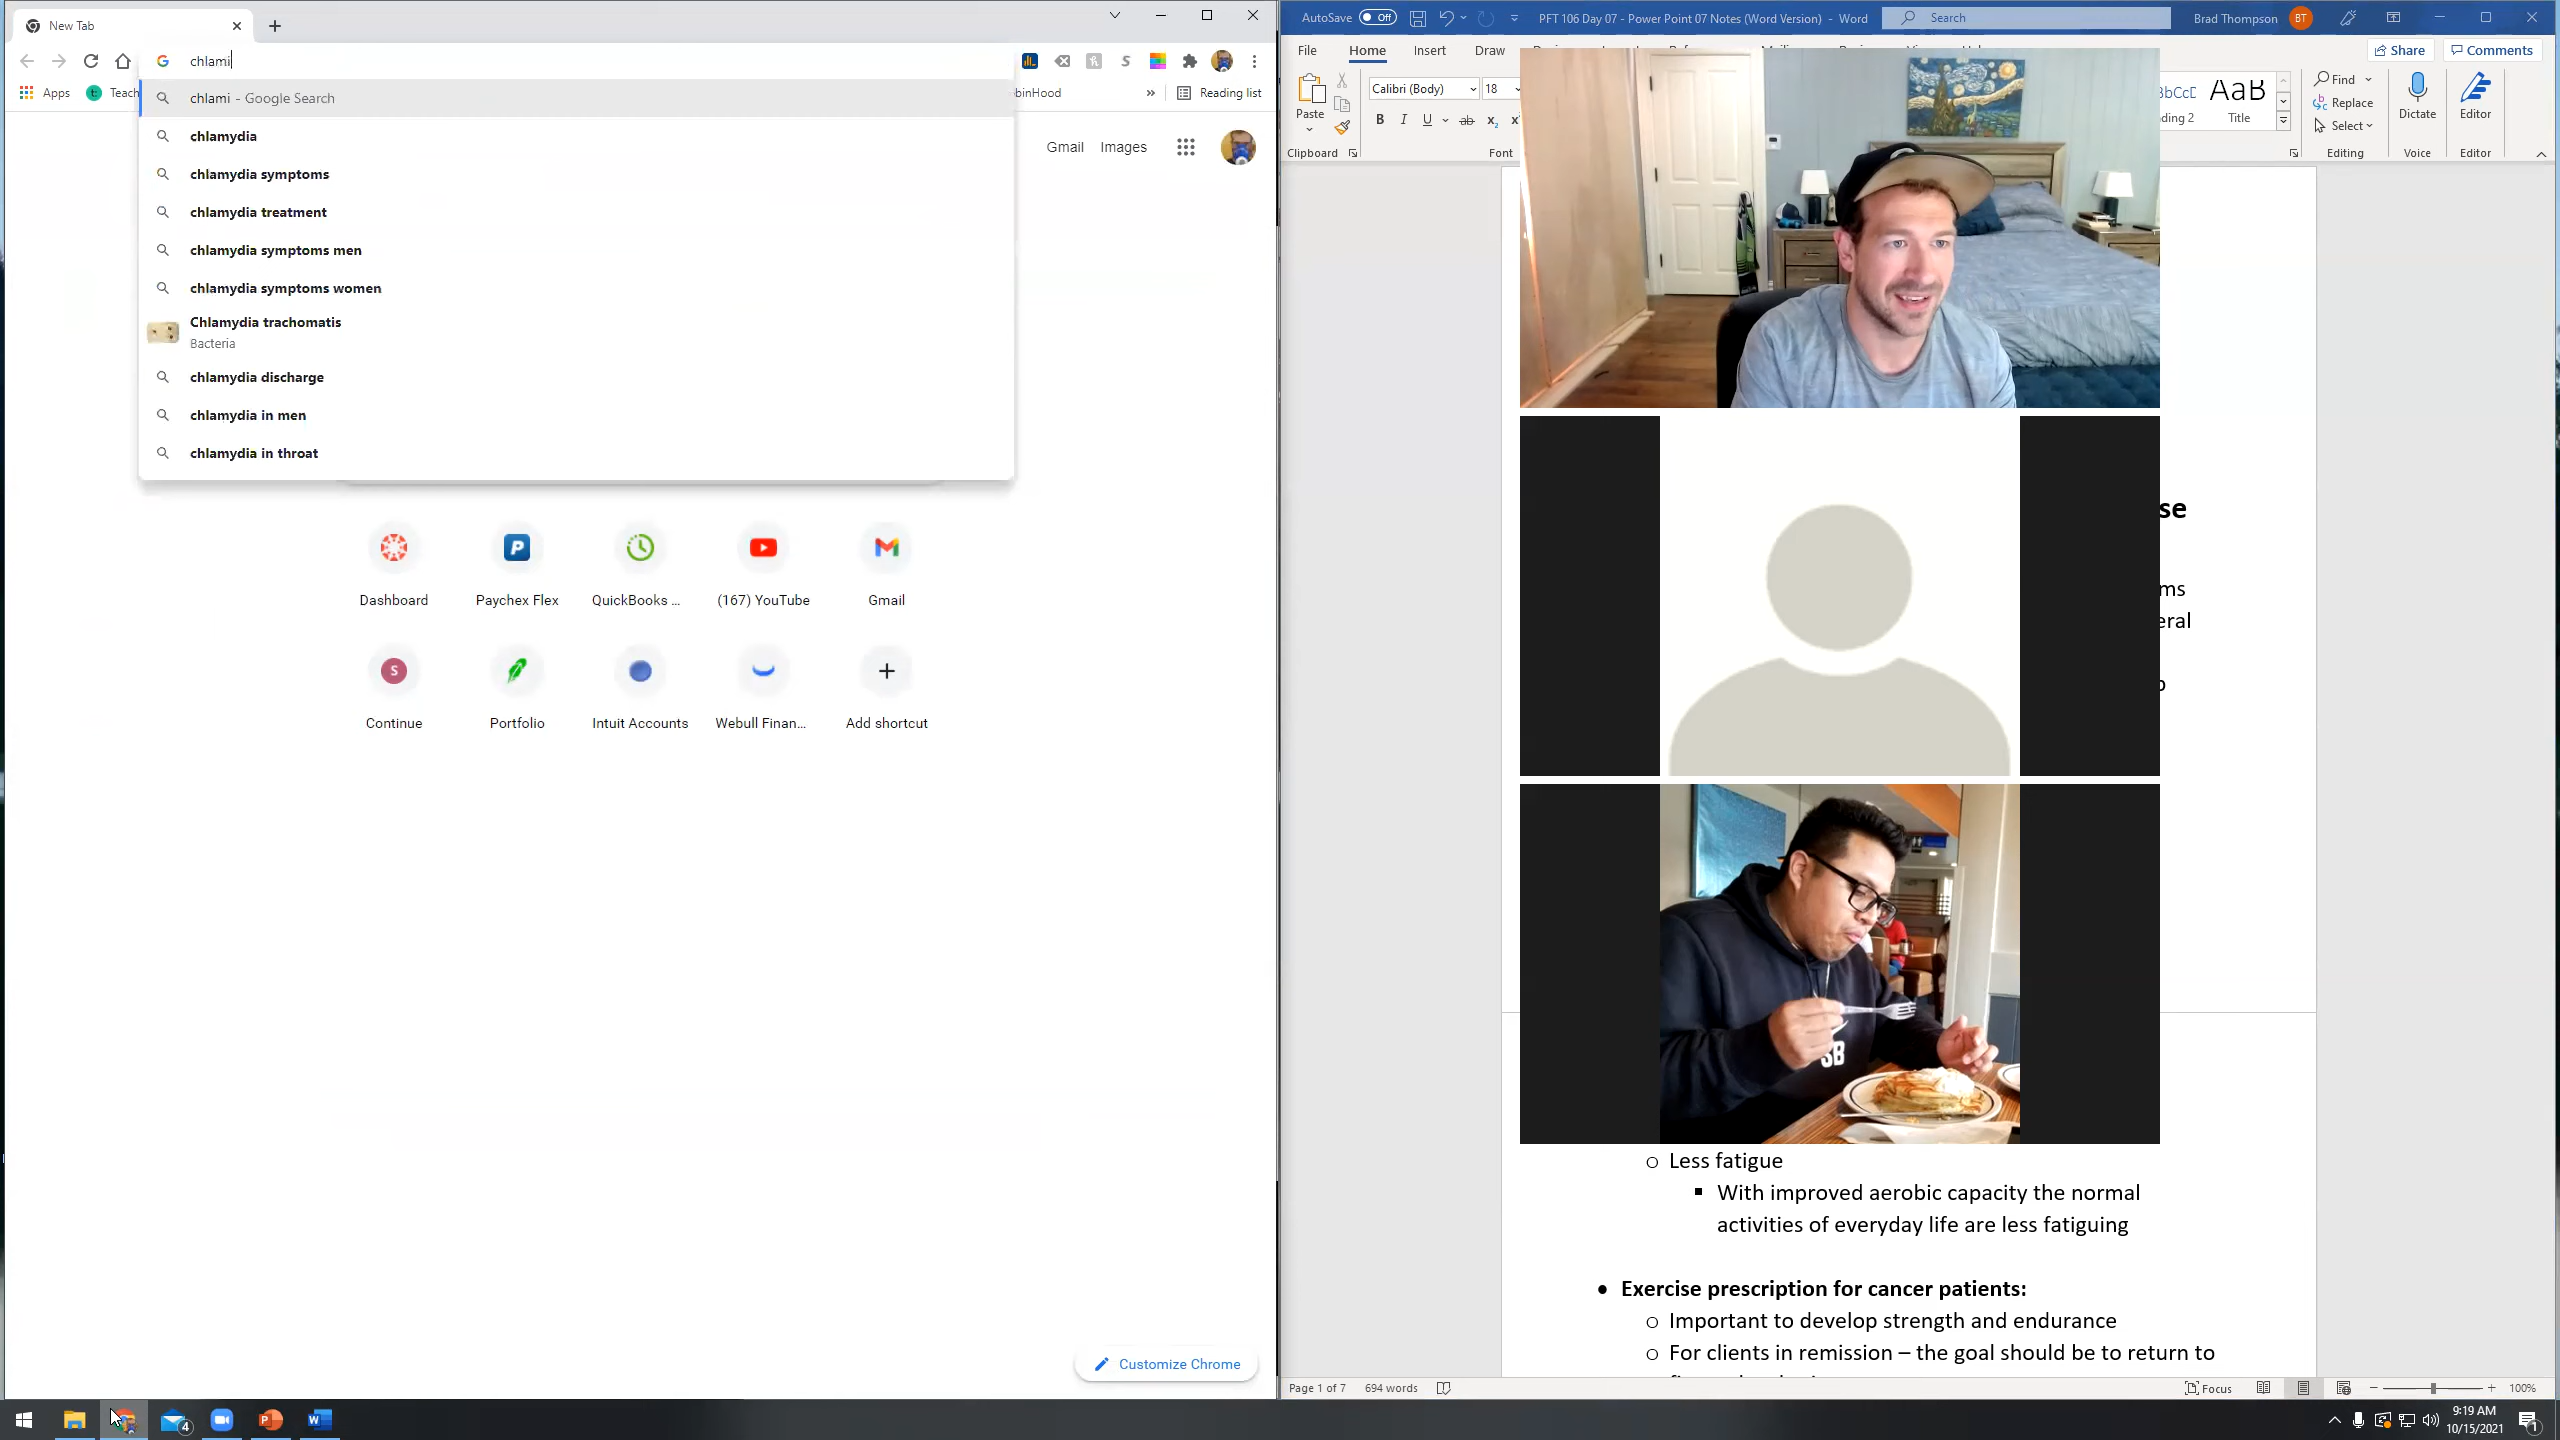 New Tab
chlami
chlami - Google Search
chlamydia
chlamydia symptoms
chlamydia treatment
chlamydia symptoms men
chlamydia symptoms women
Chlamydia trachomatis
Bacteria
chlamydia discharge
chlamydia in men
chlamydia in throat
Apps
Teach
binHood
Reading list
Gmail
Images
Dashboard
Paychex Flex
QuickBooks ...
(167) YouTube
Gmail
S
Continue
Portfolio
Intuit Accounts
Webull Finan...
Add shortcut
Customize Chrome
AutoSave Off
PFT 106 Day 07 - Power Point 07 Notes (Word Version) - Word
Search
Brad Thompson
BT
File
Home
Insert
Draw
Share
Comments
Paste
Calibri (Body)
18
Clipboard
Font
AaB
ding 2
Title
Find
Replace
Select
Editing
Dictate
Voice
Editor
Editor
se
ms
eral
SB
o Less fatigue
▪ With improved aerobic capacity the normal
activities of everyday life are less fatiguing
• Exercise prescription for cancer patients:
o Important to develop strength and endurance
o For clients in remission – the goal should be to return to
Page 1 of 7
694 words
Focus
100%
4
9:19 AM
10/15/2021
1